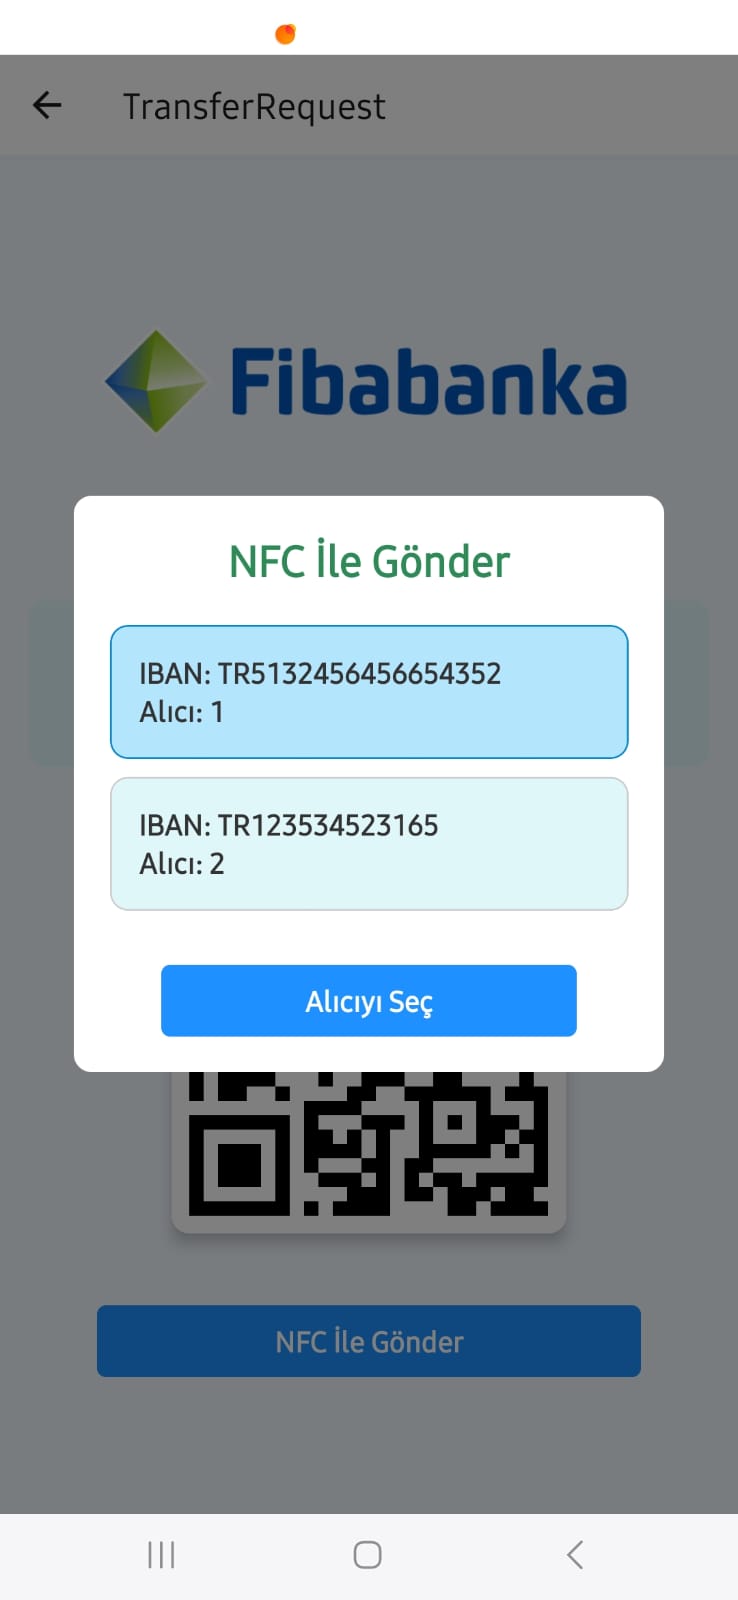 TransferRequest
Fibabanka
NFC İle Gönder
IBAN: TR5132456456654352
Alıcı: 1
IBAN: TR123534523165
Alıcı: 2
Alıcıyı Seç
NFC İle Gönder